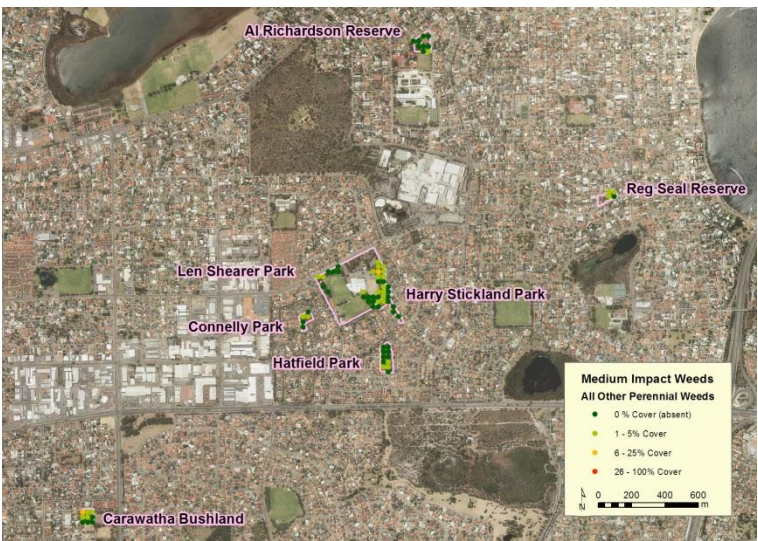 Al Richardson Reserve
Reg Seal Reserve
Len Shearer Park
Harry Stickland Park
Connelly Park
Hatfield Park
Carawatha Bushland
Medium Impact Weeds
All Other Perennial Weeds
0 % Cover (absent)
1 - 5% Cover
6 - 25% Cover
26 - 100% Cover
N
0 200 400 600
m